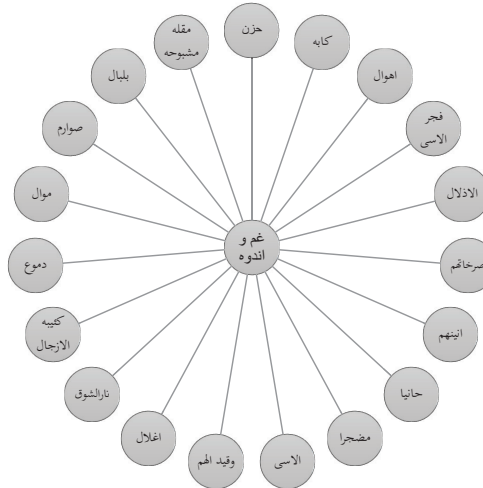 غم و
اندوه
حزن
کابه
اهوال
فجر
الاسی
الاذلال
صرخاتهم
انینهم
حانیا
مضجرا
الاسی
وقید الهم
اغلال
نارالشوق
کئیبه
الازجال
دموع
موال
صوارم
بلبال
مقله
مشبوحه